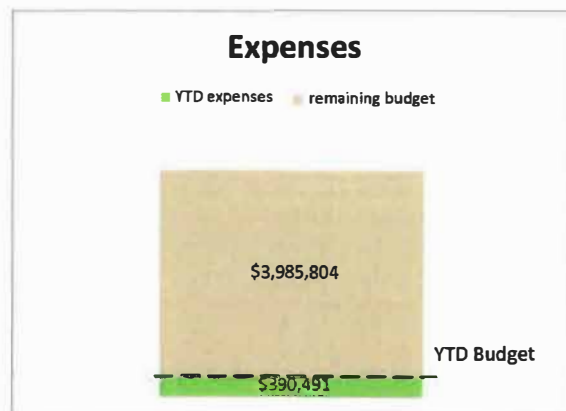 Expenses
YTD expenses remaining budget
$3,985,804
YTD Budget
$390,491